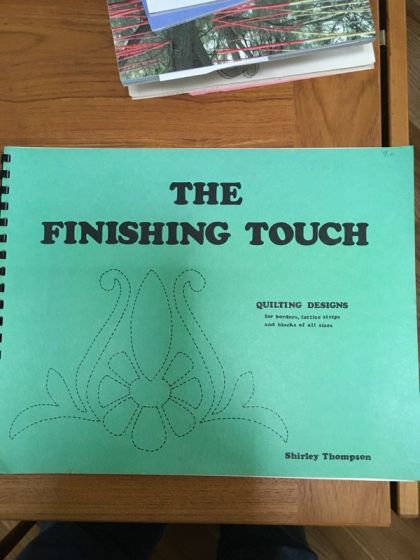 THE
FINISHING TOUCH
QUILTING DESIGNS
for borders, lattice strips
and blocks of all sizes
Shirley Thompson